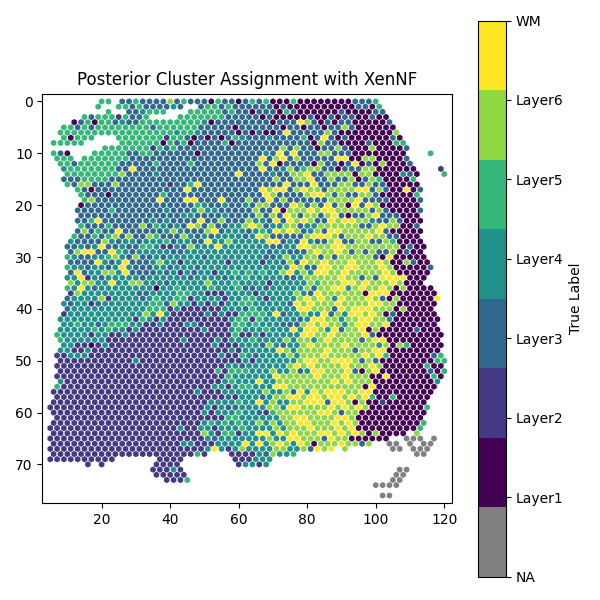 Posterior Cluster Assignment with XenNF
0
10
20
30
40
50
60
70
20
40
60
80
100
120
WM
Layer6
Layer5
Layer4
Layer3
Layer2
Layer1
NA
True Label